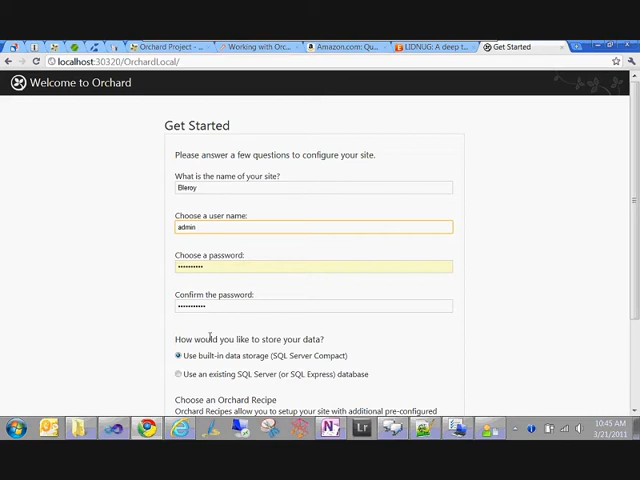 Orchard Project -
Working with Orc
Amazon.com: Qu
LIDNUG: A deep t
Get Started
localhost:30320/OrchardLocal/
Welcome to Orchard
Get Started
Please answer a few questions to configure your site.
What is the name of your site?
Choose a user name:
admin
Choose a password:
Confirm the password:
How would you like to store your data?
Use built-in data storage (SQL Server Compact)
Use an existing SQL Server (or SQL Express) database
Choose an Orchard Recipe
Orchard Recipes allow you to setup your site with additional pre-configured
Lr
10:45 AM
3/21/2011